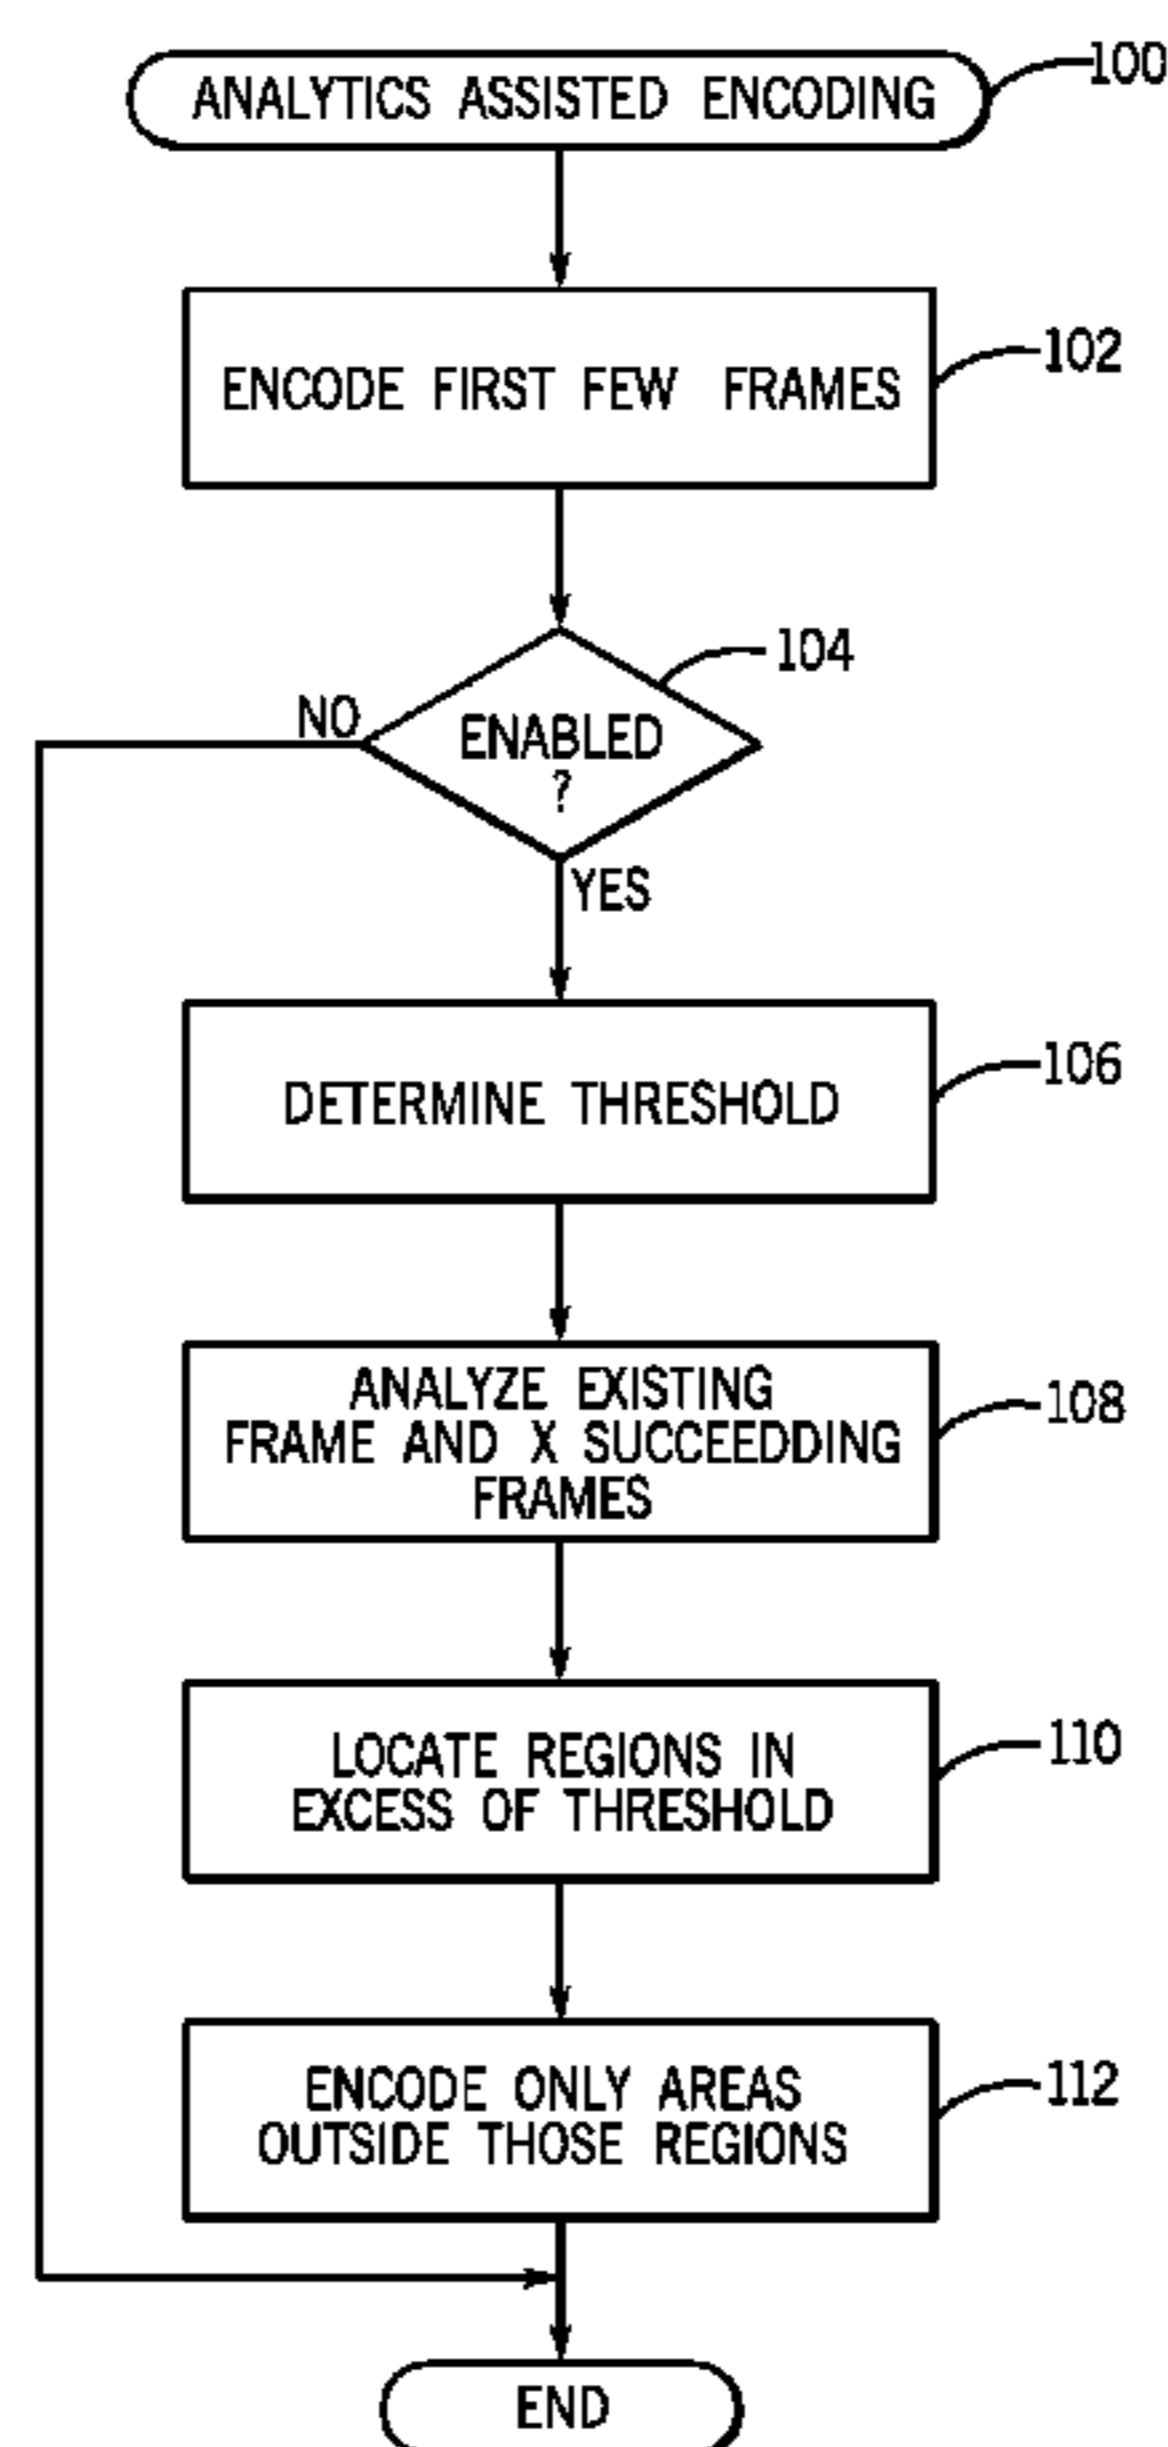 ANALYTICS ASSISTED ENCODING
100
ENCODE FIRST FEW FRAMES
102
104
NO
ENABLED
?
YES
DETERMINE THRESHOLD
106
ANALYZE EXISTING
FRAME AND X SUCCEEDDING
FRAMES
108
LOCATE REGIONS IN
EXCESS OF THRESHOLD
110
ENCODE ONLY AREAS
OUTSIDE THOSE REGIONS
112
END